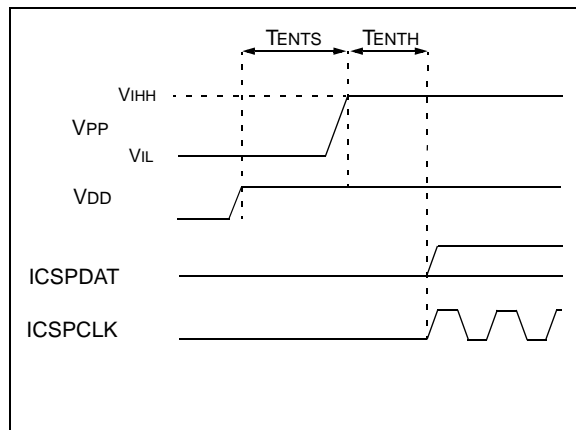 TENTS TENTH
VIHH
VPP
VIL
VDD
ICSPDAT
ICSPCLK